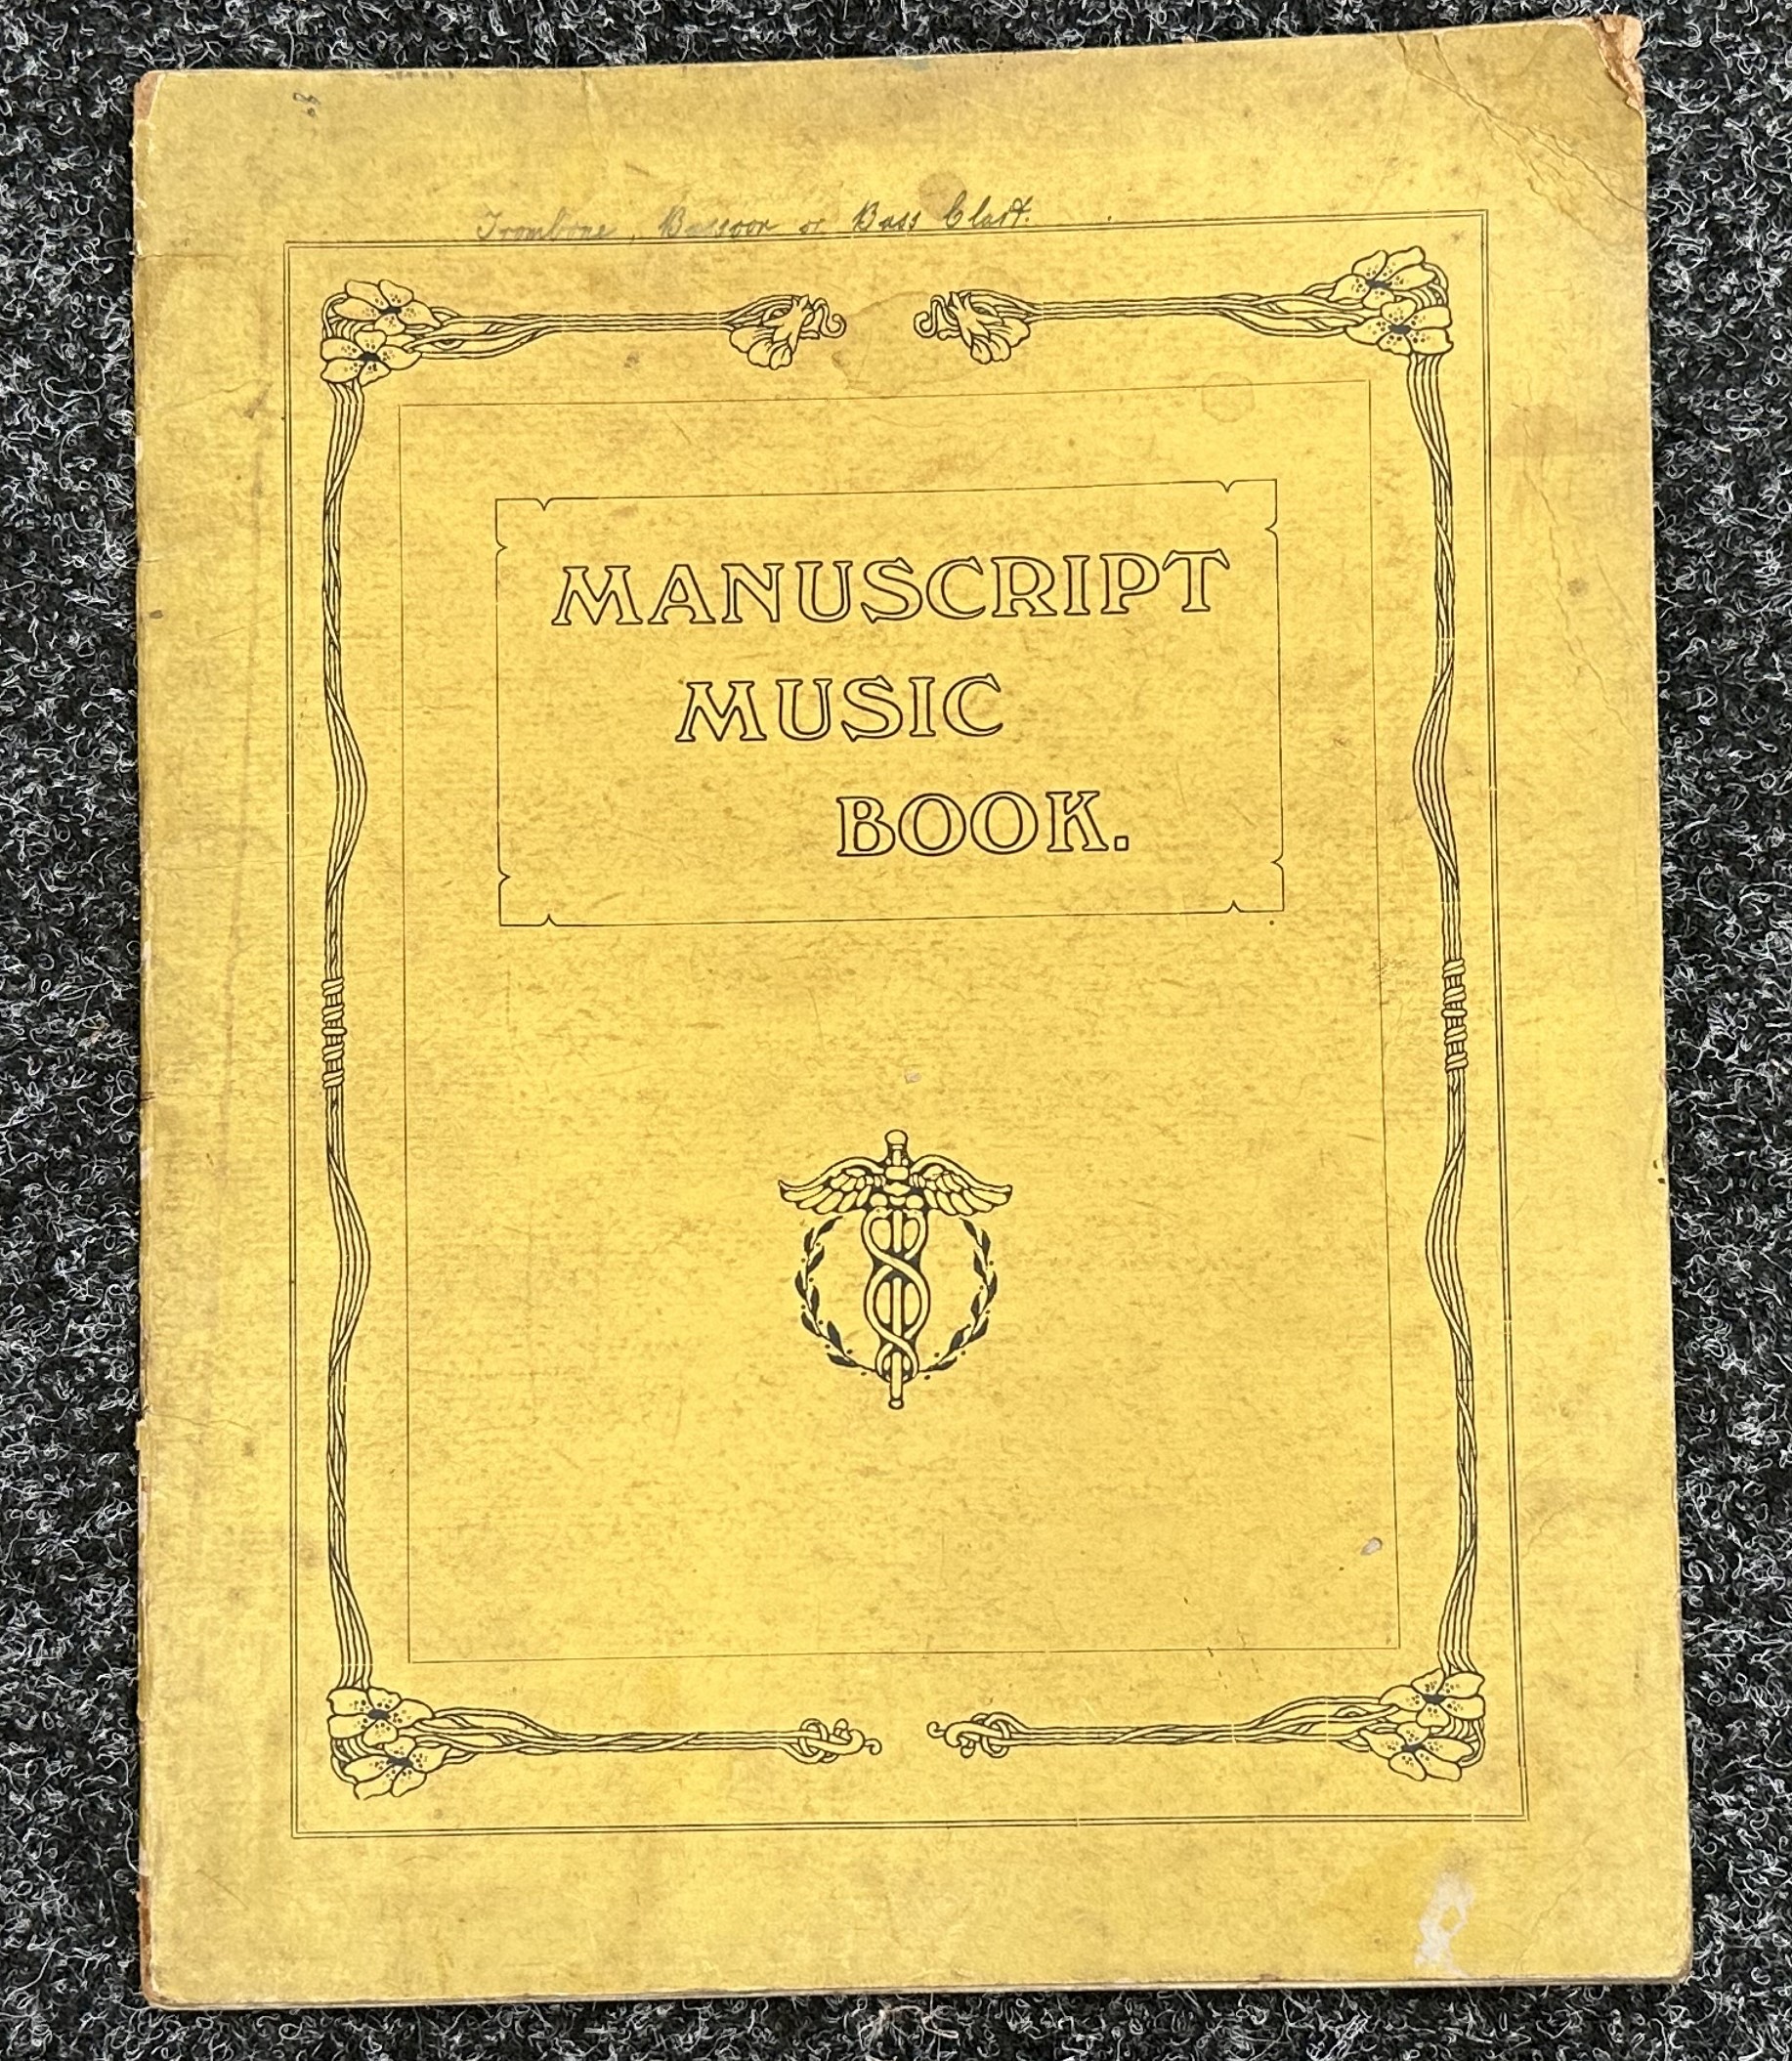 Trombone, Bassoon or Bass Clart.
MANUSCRIPT
MUSIC
BOOK.